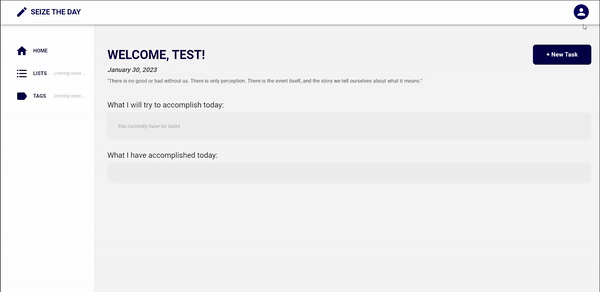 SEIZE THE DAY
HOME
LISTS Coming soon...
TAGS Coming soon...
WELCOME, TEST!
+ New Task
January 30, 2023
"There is no good or bad without us. There is only perception. There is the event itself, and the story we tell ourselves about what it means."
What I will try to accomplish today:
You currently have no tasks
What I have accomplished today: